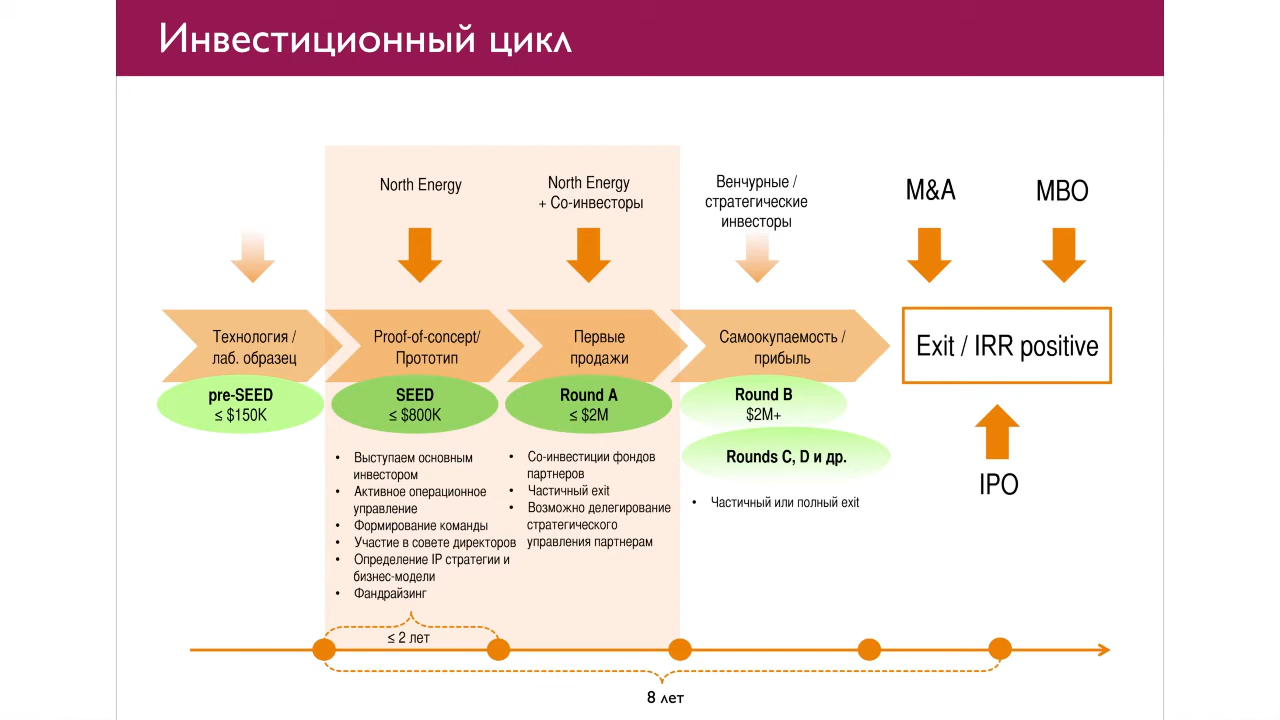 Инвестиционный цикл
North Energy
North Energy
+ Со-инвесторы
Венчурные /
стратегические
инвесторы
M&A
MBO
Технология /
лаб. образец
Proof-of-concept/
Прототип
Первые
продажи
Самоокупаемость /
прибыль
Exit / IRR positive
pre-SEED
≤ $150K
SEED
≤ $800K
Round A
≤ $2M
Round B
$2M+
Rounds C, D и др.
IPO
• Выступаем основным
инвестором
• Активное операционное
управление
• Формирование команды
• Участие в совете директоров
• Определение IP стратегии и
бизнес-модели
• Фандрайзинг
• Со-инвестиции фондов
партнеров
• Частичный exit
• Возможно делегирование
стратегического
управления партнерам
• Частичный или полный exit
≤ 2 лет
8 лет